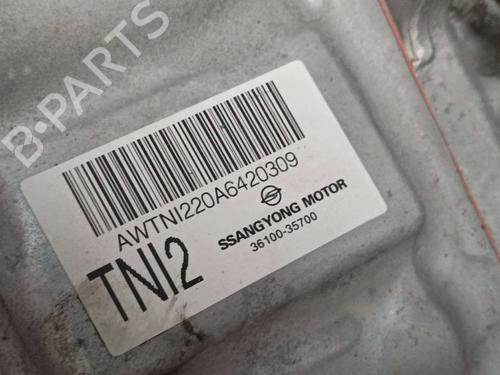 B-PARTS
AWTNI220A6420309
TNI2
SSANGYONG MOTOR
36100-35700